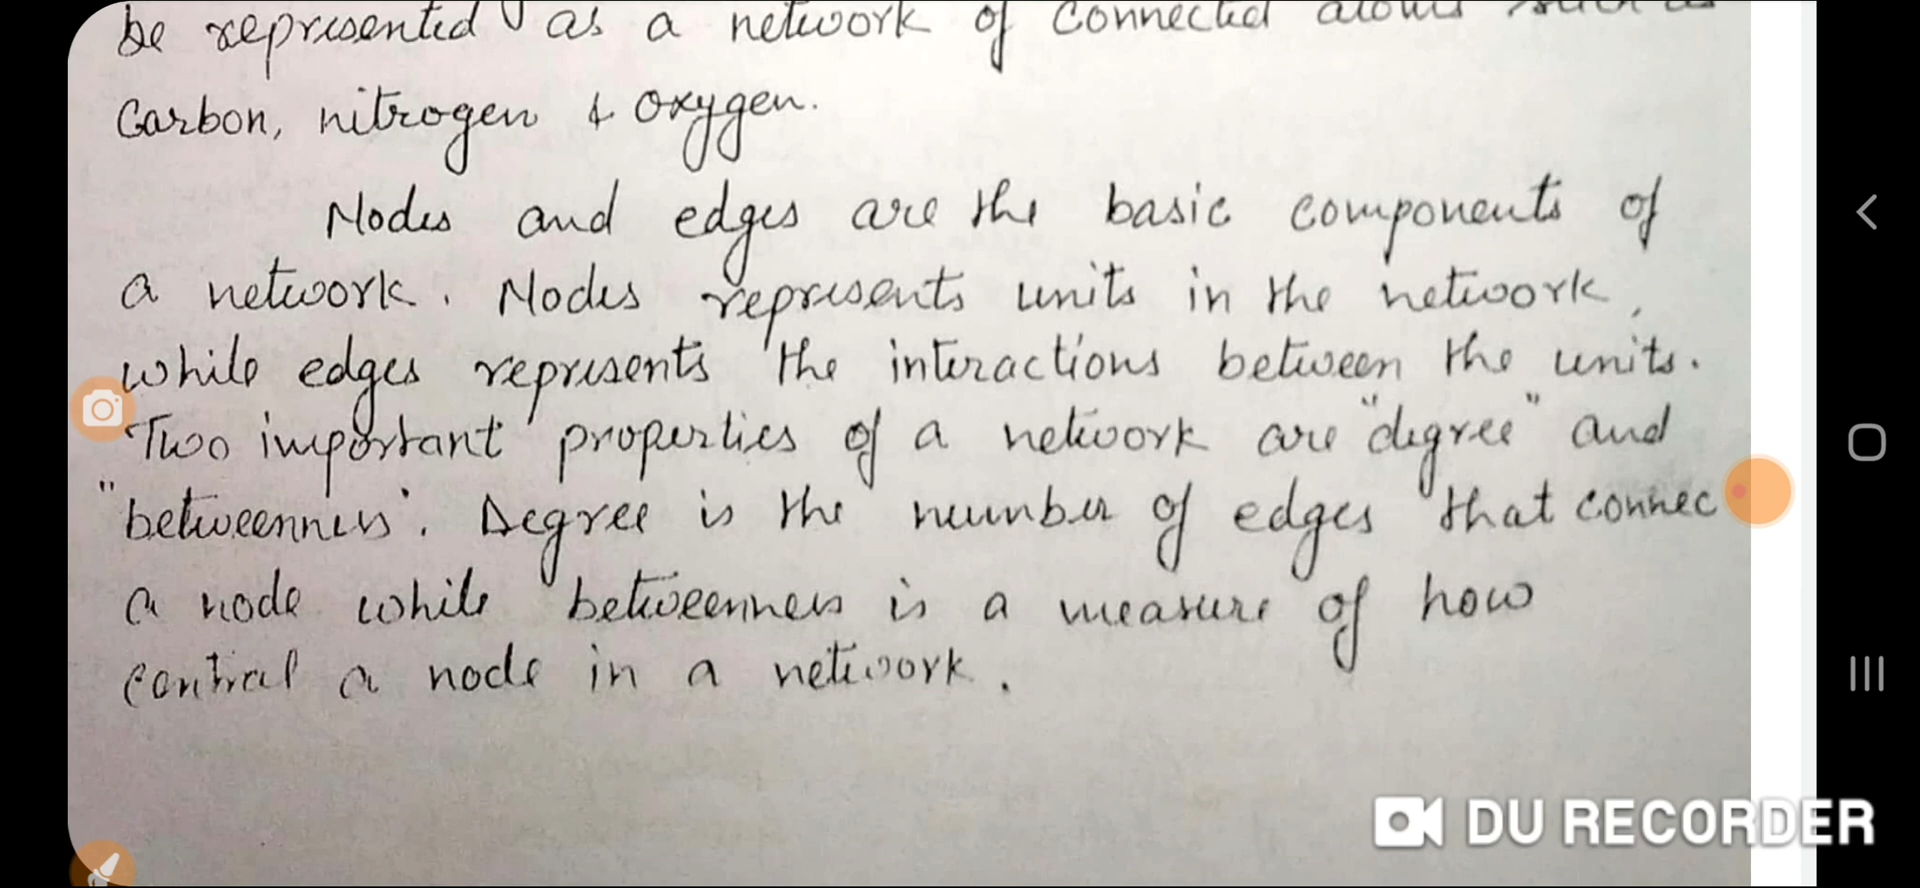 be represented as a network of connected atoms such as
Carbon, nitrogen & oxygen.
Nodes and edges are the basic components of
a network. Nodes represents units in the network,
while edges represents the interactions between the units.
Two important properties of a network are "degree" and
"betweenness". Degree is the number of edges that connec
a node while betweenness is a measure of how
central a node in a network.
DU RECORDER